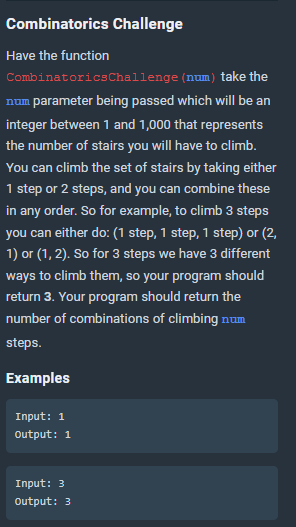 Combinatorics Challenge
Have the function
CombinatoricsChallenge(num) take the
num parameter being passed which will be an
integer between 1 and 1,000 that represents
the number of stairs you will have to climb.
You can climb the set of stairs by taking either
1 step or 2 steps, and you can combine these
in any order. So for example, to climb 3 steps
you can either do: (1 step, 1 step, 1 step) or (2,
1) or (1, 2). So for 3 steps we have 3 different
ways to climb them, so your program should
return 3. Your program should return the
number of combinations of climbing num
steps.
Examples
Input: 1
Output: 1
Input: 3
Output: 3